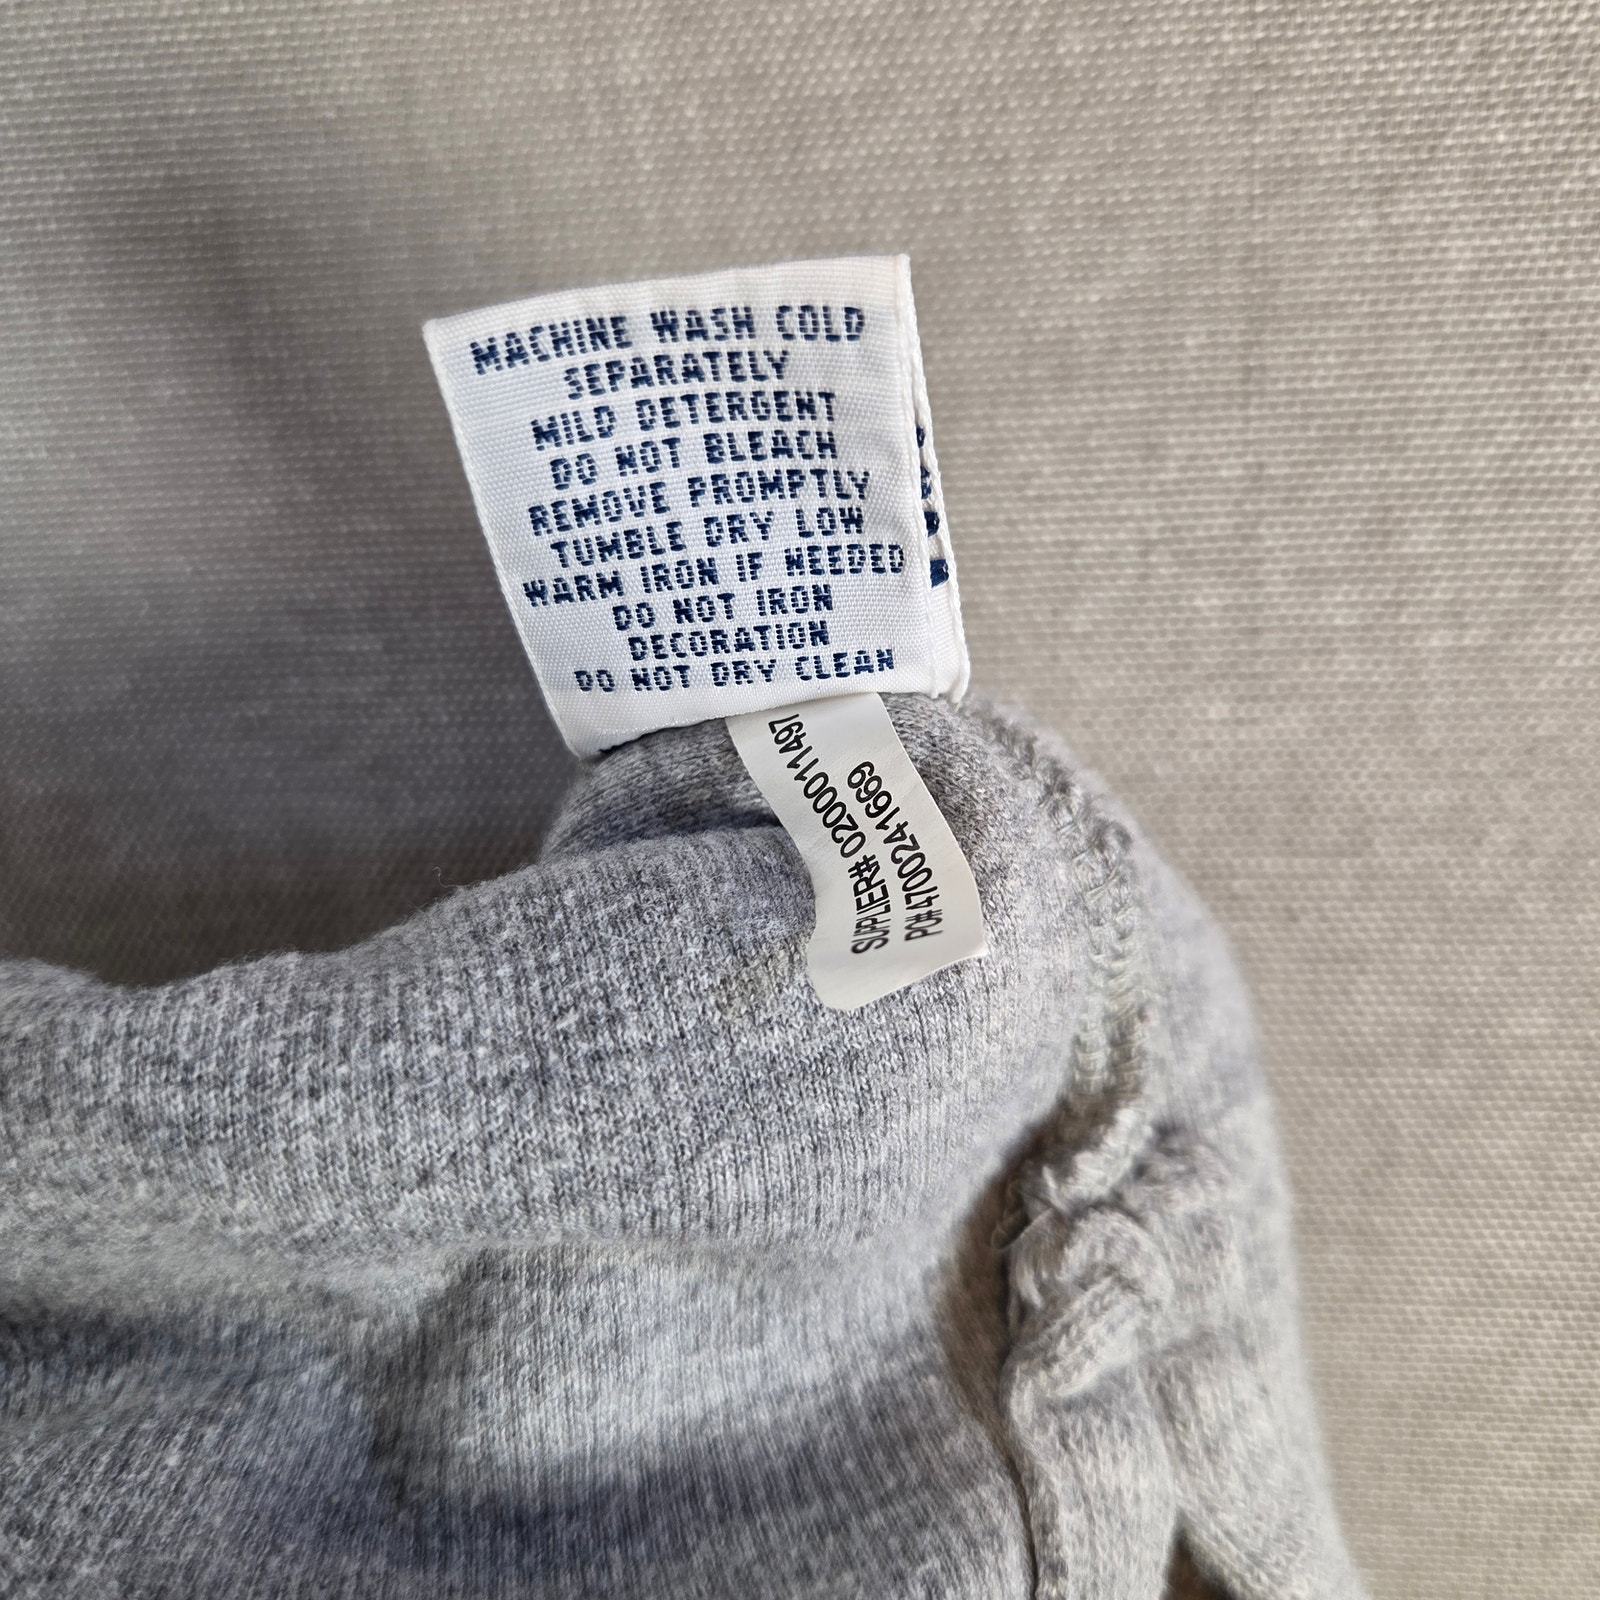 MACHINE WASH COLD
SEPARATELY
MILD DETERGENT
DO NOT BLEACH
REMOVE PROMPTLY
TUMBLE DRY LOW
WARM IRON IF NEEDED
DO NOT IRON
DECORATION
DO NOT DRY CLEAN
SUPPLIER# 0200011497
PO# 4700241669